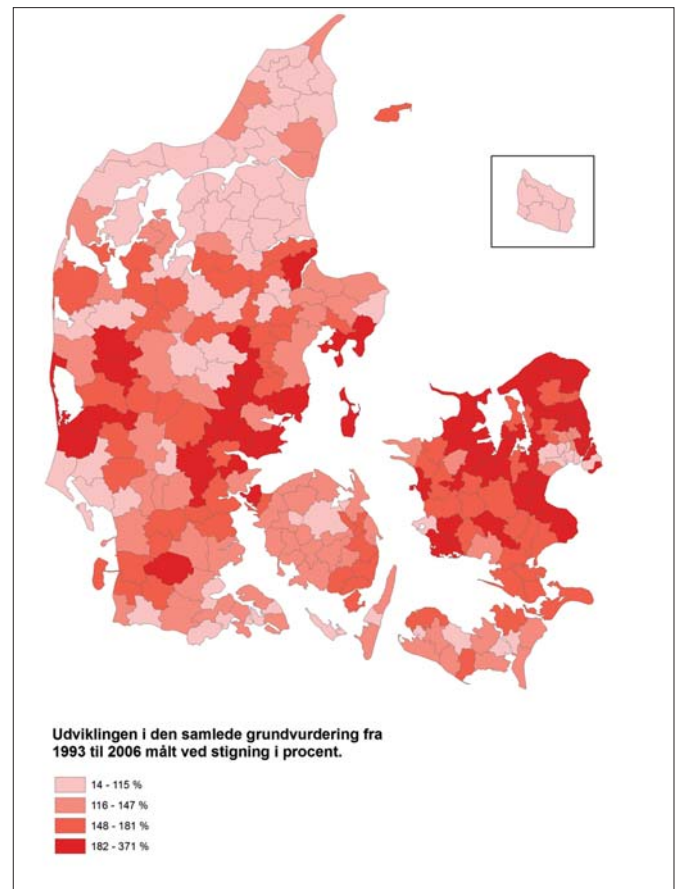 Udviklingen i den samlede grundvurdering fra
1993 til 2006 målt ved stigning i procent.
14 - 115 %
116 - 147 %
148 - 181 %
182 - 371 %